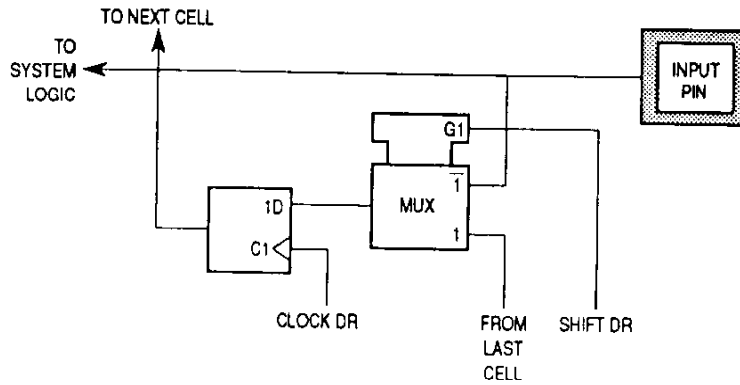 TO NEXT CELL
TO
SYSTEM
LOGIC
INPUT
PIN
G1
1D
MUX
1̅
C1
1
CLOCK DR
FROM
LAST
CELL
SHIFT DR